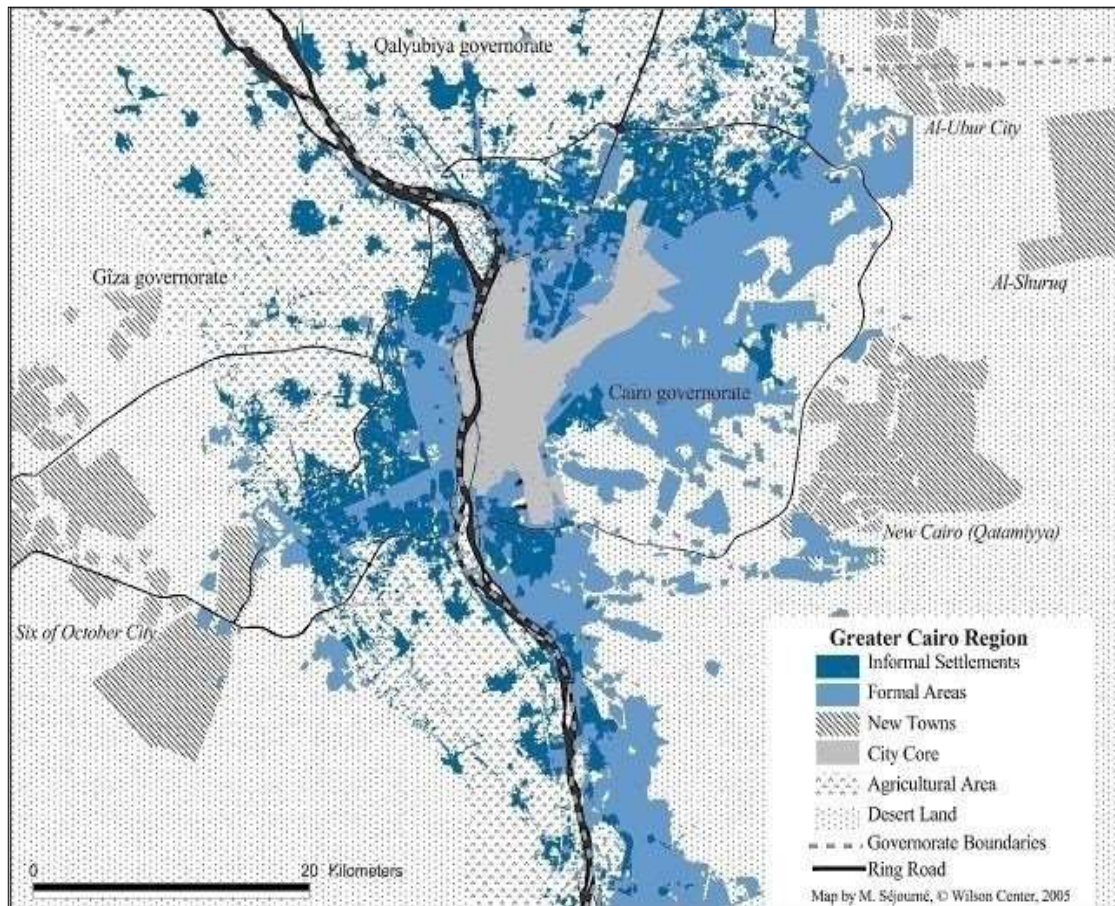 Qalyubiya governorate
Al-Ubur City
Giza governorate
Al-Shuruq
Cairo governorate
New Cairo (Qatamiyya)
Six of October City
Greater Cairo Region
Informal Settlements
Formal Areas
New Towns
City Core
Agricultural Area
Desert Land
Governorate Boundaries
Ring Road
0 20 Kilometers
Map by M. Séjourné, © Wilson Center, 2005